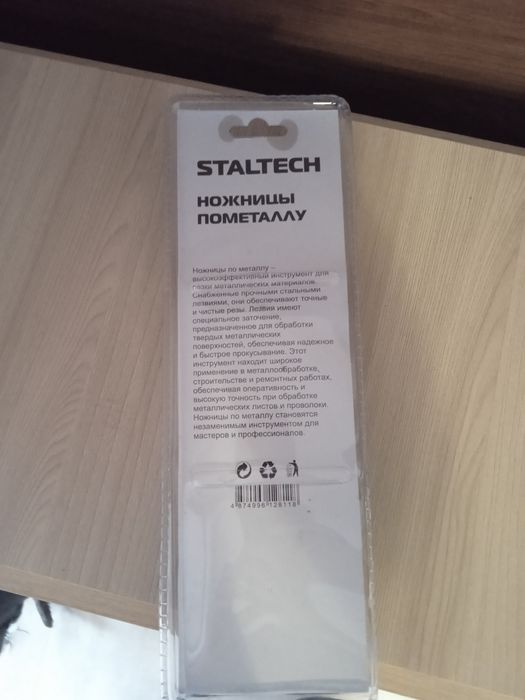 STALTECH
НОЖНИЦЫ
ПОМЕТАЛЛУ
Ножницы по металлу –
высокоэффективный инструмент для
резки металлических материалов.
Снабженные прочными стальными
лезвиями, они обеспечивают точные
и чистые резы. Лезвия имеют
специальное заточение,
предназначенное для обработки
твердых металлических
поверхностей, обеспечивая надежное
и быстрое прокусывание. Этот
инструмент находит широкое
применение в металлообработке,
строительстве и ремонтных работах,
обеспечивая оперативность и
высокую точность при обработке
металлических листов и проволоки.
Ножницы по металлу становятся
незаменимым инструментом для
мастеров и профессионалов.
4 674996 128118